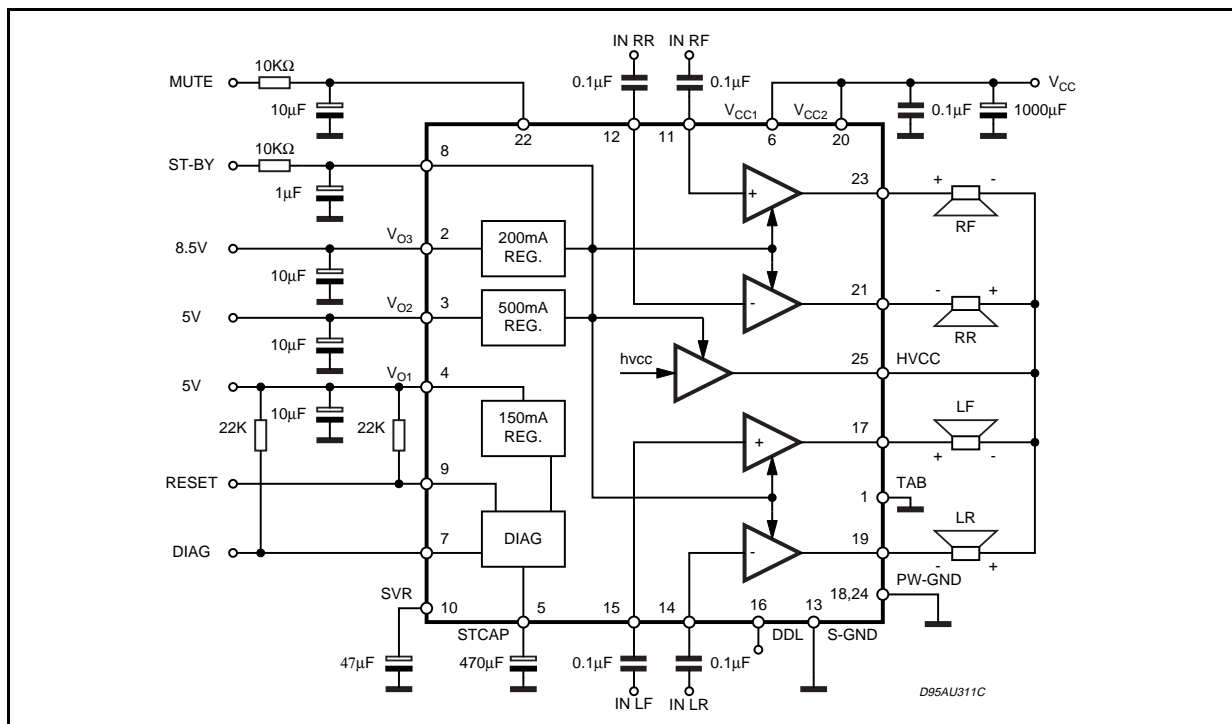 IN RR IN RF
10KΩ
MUTE
10µF
0.1µF 0.1µF
VCC
0.1µF 1000µF
VCC1 VCC2
22 12 11 6 20
10KΩ
ST-BY
8
1µF
+ 23 + -
RF
8.5V
VO3 2
200mA REG.
10µF
5V
VO2 3
500mA REG.
10µF
- 21 - +
RR
hvcc
25 HVCC
5V
VO1 4
150mA REG.
10µF
22K 22K
+ 17 LF
+ -
RESET
9
TAB
1
DIAG
7
DIAG
- 19 LR
- +
PW-GND
18,24
SVR
10
STCAP 5 15 14 16 DDL 13 S-GND
47µF 470µF 0.1µF 0.1µF
IN LF IN LR
D95AU311C